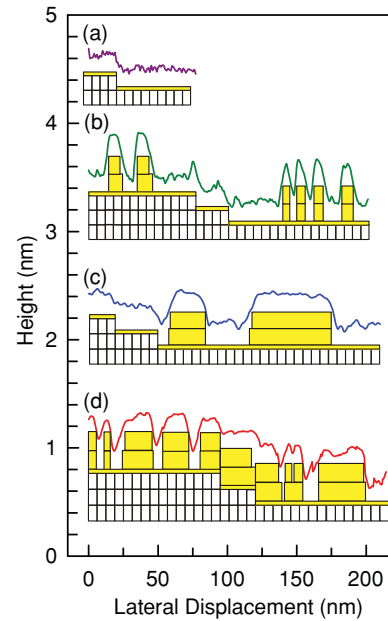 5
(a)
4
(b)
3
(c)
2
(d)
1
0
Height (nm)
0 50 100 150 200
Lateral Displacement (nm)